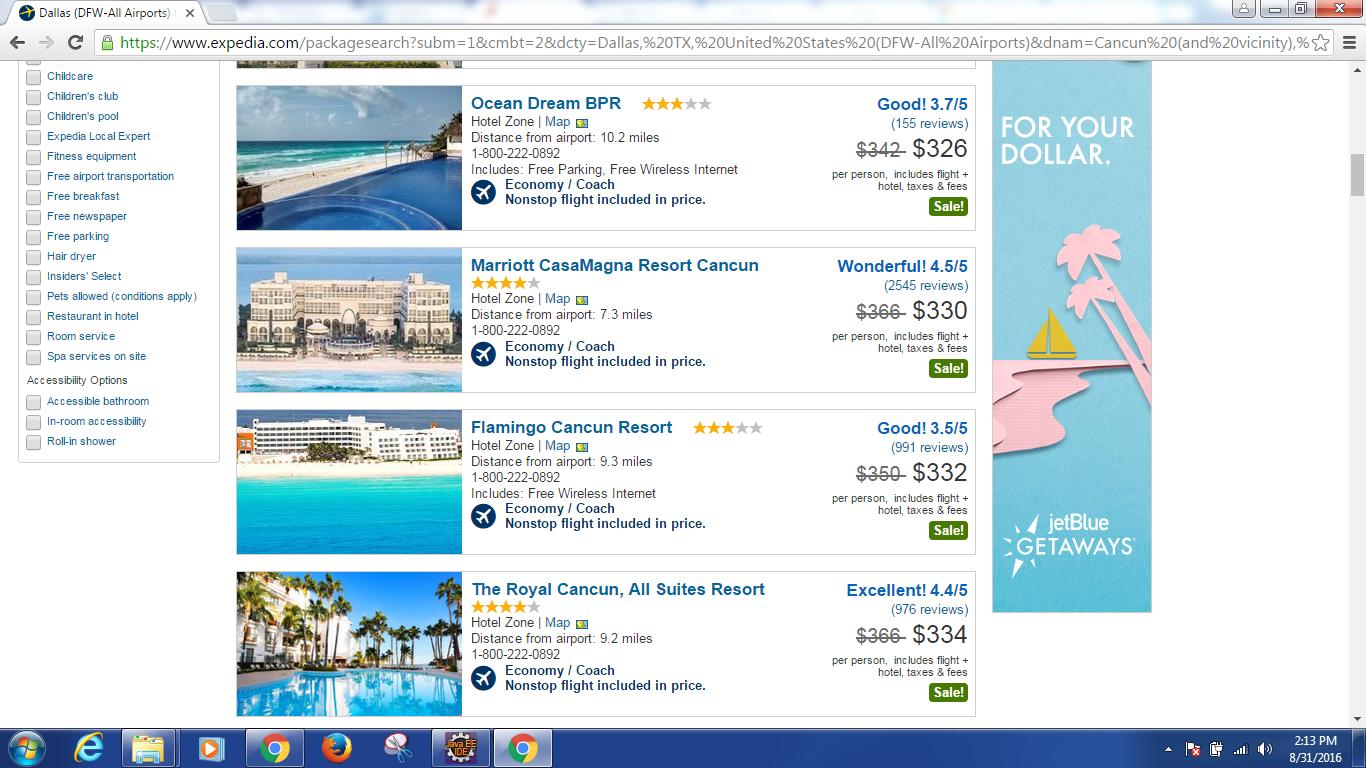 Dallas (DFW-All Airports) t
https://www.expedia.com/packagesearch?subm=1&cmbt=2&dcty=Dallas,%20TX,%20United%20States%20(DFW-All%20Airports)&dnam=Cancun%20(and%20vicinity),%
Childcare
Children's club
Children's pool
Expedia Local Expert
Fitness equipment
Free airport transportation
Free breakfast
Free newspaper
Free parking
Hair dryer
Insiders' Select
Pets allowed (conditions apply)
Restaurant in hotel
Room service
Spa services on site
Accessibility Options
Accessible bathroom
In-room accessibility
Roll-in shower
Ocean Dream BPR
Hotel Zone | Map
Distance from airport: 10.2 miles
1-800-222-0892
Includes: Free Parking, Free Wireless Internet
Economy / Coach
Nonstop flight included in price.
Good! 3.7/5
(155 reviews)
$342 $326
per person, includes flight +
hotel, taxes & fees
Sale!
Marriott CasaMagna Resort Cancun
Hotel Zone | Map
Distance from airport: 7.3 miles
1-800-222-0892
Economy / Coach
Nonstop flight included in price.
Wonderful! 4.5/5
(2545 reviews)
$366 $330
per person, includes flight +
hotel, taxes & fees
Sale!
Flamingo Cancun Resort
Hotel Zone | Map
Distance from airport: 9.3 miles
1-800-222-0892
Includes: Free Wireless Internet
Economy / Coach
Nonstop flight included in price.
Good! 3.5/5
(991 reviews)
$350 $332
per person, includes flight +
hotel, taxes & fees
Sale!
The Royal Cancun, All Suites Resort
Hotel Zone | Map
Distance from airport: 9.2 miles
1-800-222-0892
Economy / Coach
Nonstop flight included in price.
Excellent! 4.4/5
(976 reviews)
$366 $334
per person, includes flight +
hotel, taxes & fees
Sale!
FOR YOUR
DOLLAR.
jetBlue
GETAWAYS
Java EE
IDE
2:13 PM
8/31/2016